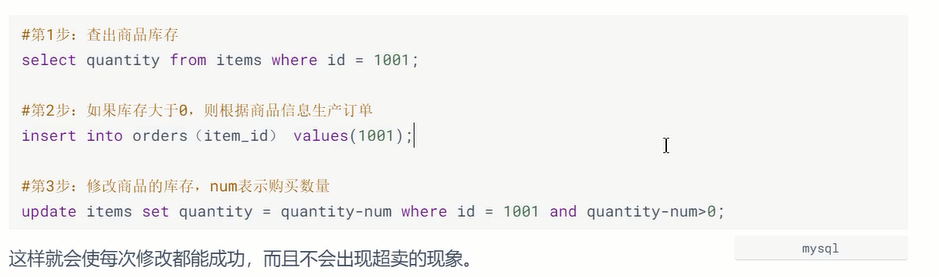 #第1步：查出商品库存
select quantity from items where id = 1001;
#第2步：如果库存大于0，则根据商品信息生产订单
insert into orders（item_id） values(1001);
#第3步：修改商品的库存，num表示购买数量
update items set quantity = quantity-num where id = 1001 and quantity-num>0;
mysql
这样就会使每次修改都能成功，而且不会出现超卖的现象。